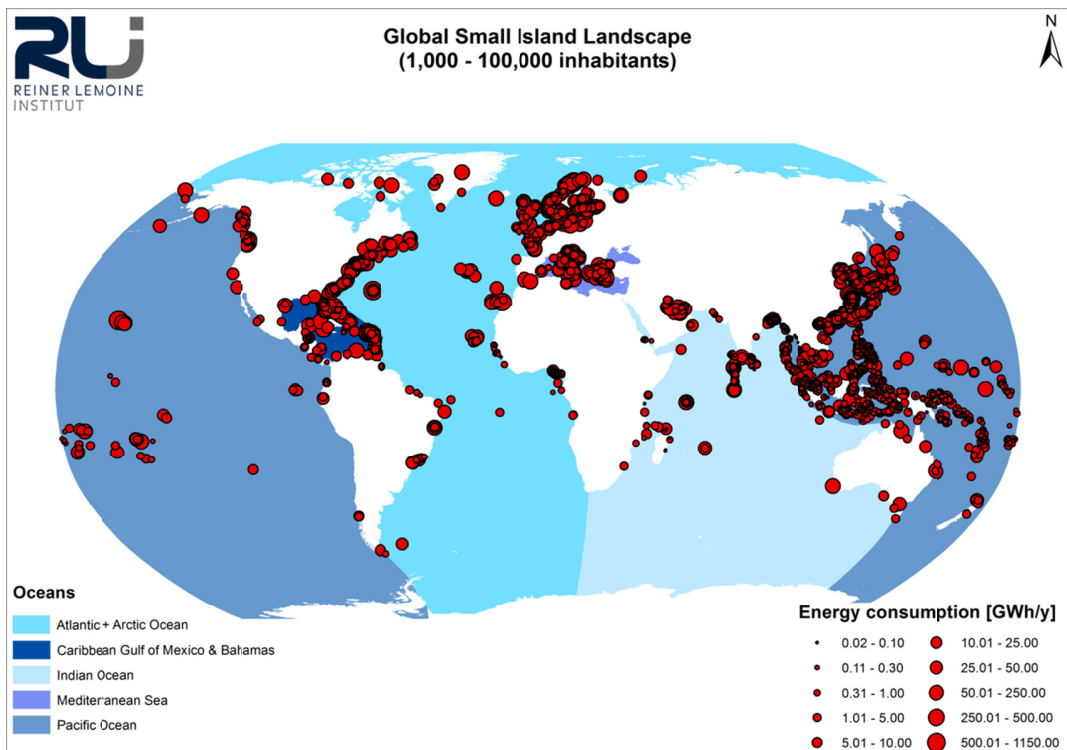 RLI
REINER LEMOINE
INSTITUT
Global Small Island Landscape
(1,000 - 100,000 inhabitants)
N
Oceans
Atlantic + Arctic Ocean
Caribbean Gulf of Mexico & Bahamas
Indian Ocean
Mediterranean Sea
Pacific Ocean
Energy consumption [GWh/y]
0.02 - 0.10
0.11 - 0.30
0.31 - 1.00
1.01 - 5.00
5.01 - 10.00
10.01 - 25.00
25.01 - 50.00
50.01 - 250.00
250.01 - 500.00
500.01 - 1150.00